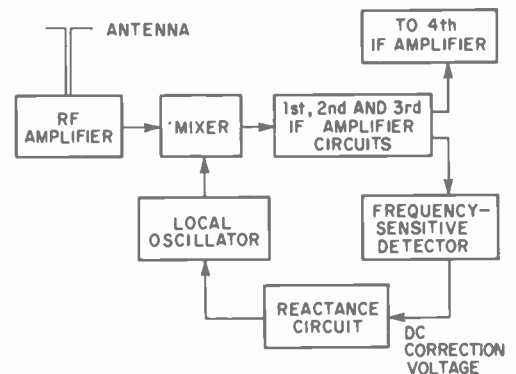 ANTENNA
TO 4th
IF AMPLIFIER
RF
AMPLIFIER
MIXER
1st, 2nd AND 3rd
IF AMPLIFIER
CIRCUITS
LOCAL
OSCILLATOR
FREQUENCY-
SENSITIVE
DETECTOR
REACTANCE
CIRCUIT
DC
CORRECTION
VOLTAGE